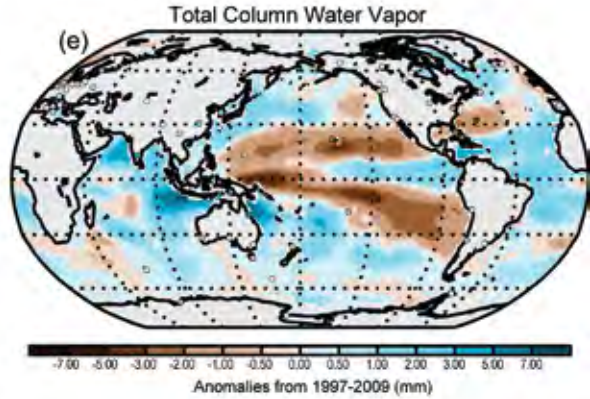 Total Column Water Vapor
(e)
-7.00 -5.00 -3.00 -2.00 -1.00 -0.50 0.00 0.50 1.00 2.00 3.00 5.00 7.00
Anomalies from 1997-2009 (mm)